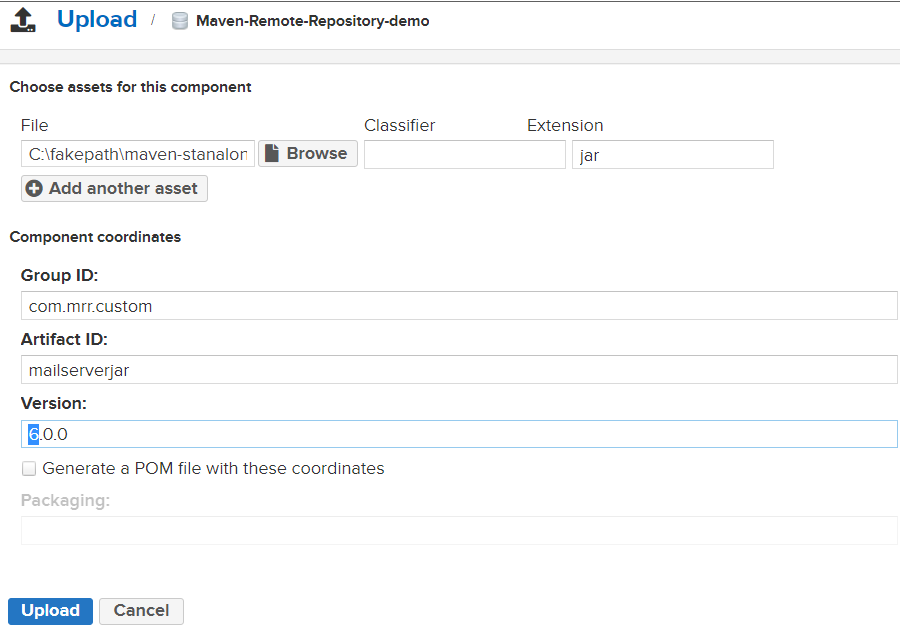 Upload / Maven-Remote-Repository-demo
Choose assets for this component
File Classifier Extension
C:\fakepath\maven-stanalon Browse jar
Add another asset
Component coordinates
Group ID:
com.mrr.custom
Artifact ID:
mailserverjar
Version:
6.0.0
Generate a POM file with these coordinates
Packaging:
Upload Cancel